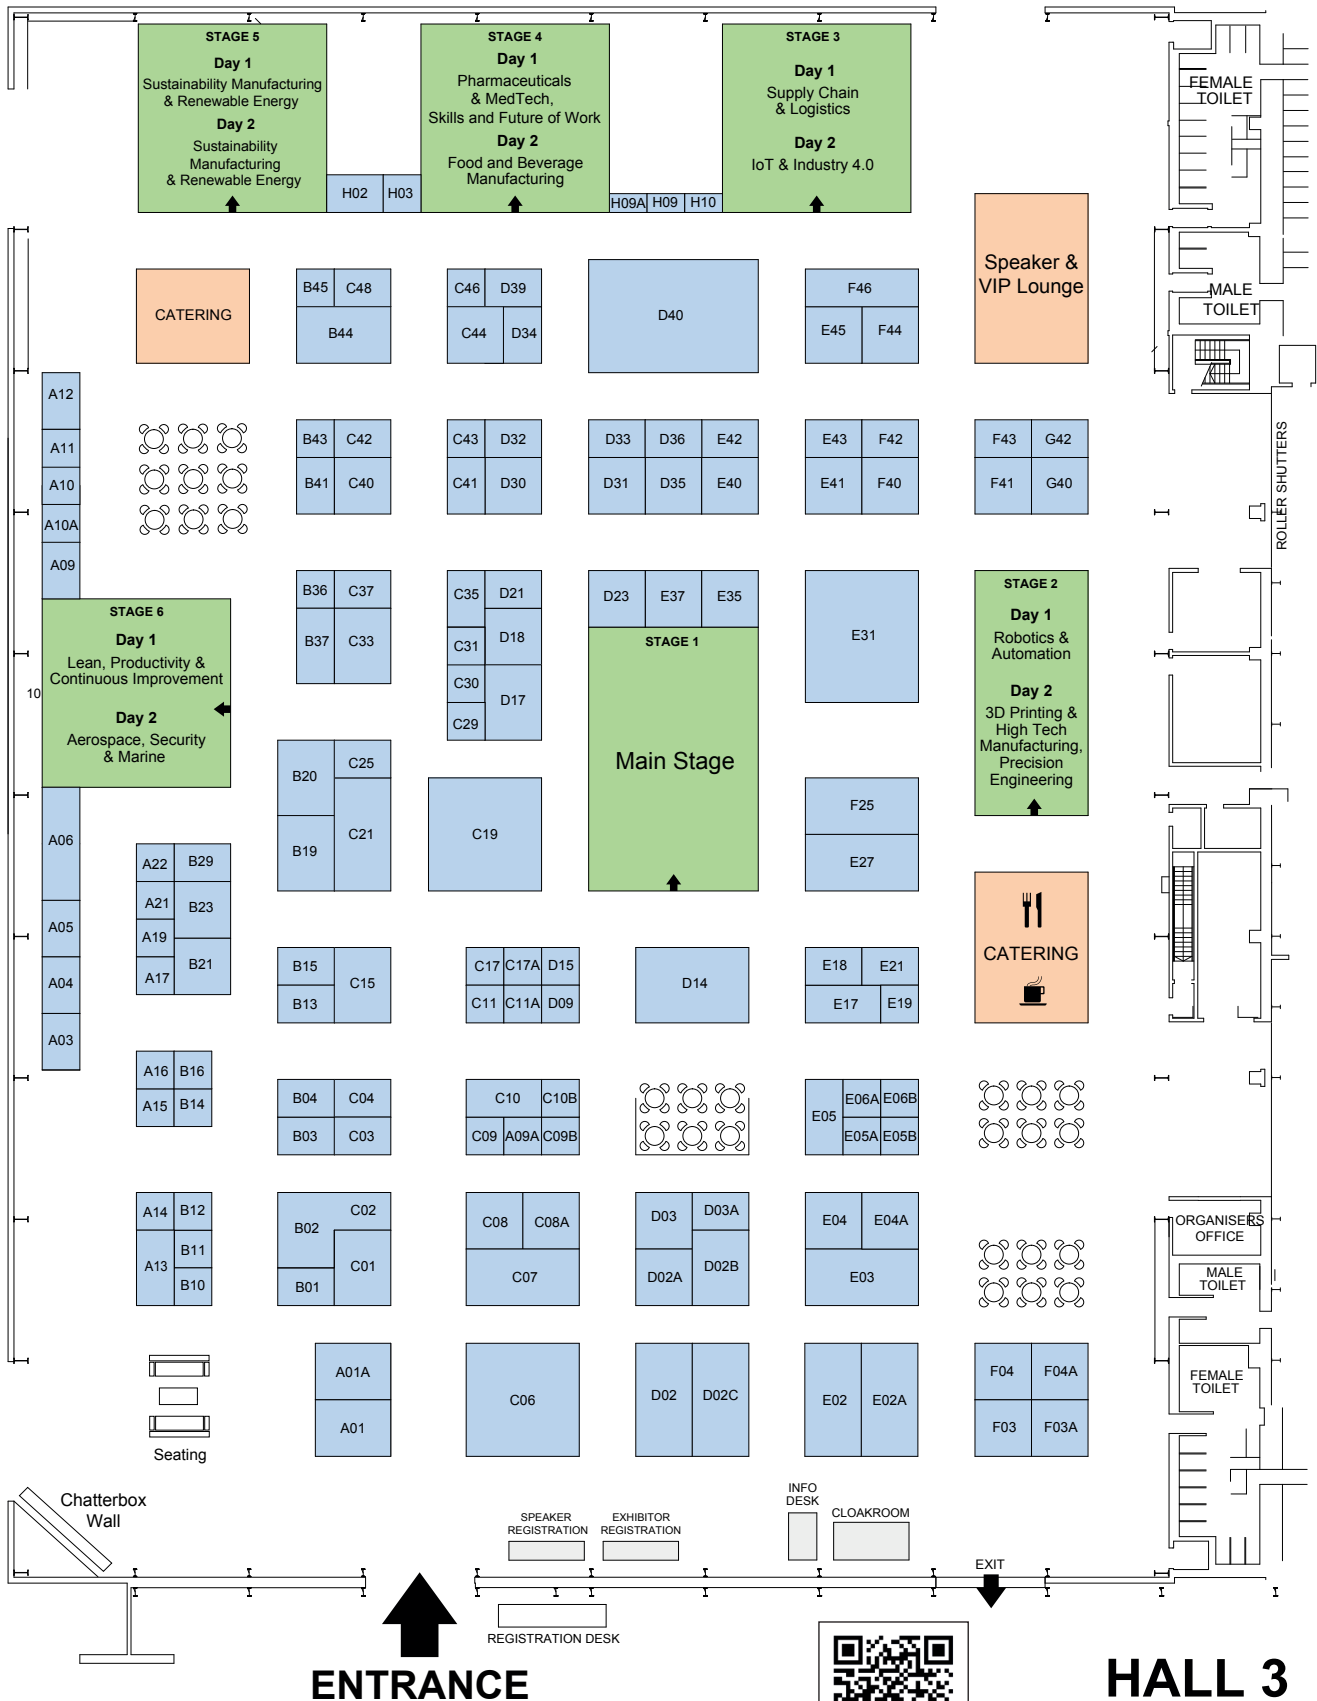 STAGE 5
Day 1
Sustainability Manufacturing
& Renewable Energy
Day 2
Sustainability
Manufacturing
& Renewable Energy
STAGE 4
Day 1
Pharmaceuticals
& MedTech,
Skills and Future of Work
Day 2
Food and Beverage
Manufacturing
STAGE 3
Day 1
Supply Chain
& Logistics
Day 2
IoT & Industry 4.0
FEMALE
TOILET
H02 H03
H09A H09 H10
Speaker &
VIP Lounge
MALE
TOILET
CATERING
B45 C48
B44
C46 D39
C44 D34
D40
F46
E45 F44
A12
A11
A10
A10A
A09
B43 C42
B41 C40
C43 D32
C41 D30
D33 D36 E42
D31 D35 E40
E43 F42
E41 F40
F43 G42
F41 G40
ROLLER SHUTTERS
STAGE 6
Day 1
Lean, Productivity &
Continuous Improvement
Day 2
Aerospace, Security
& Marine
10
B36 C37
B37 C33
C35 D21
D18
C31
C30
D17
C29
D23 E37 E35
STAGE 1
Main Stage
E31
STAGE 2
Day 1
Robotics &
Automation
Day 2
3D Printing &
High Tech
Manufacturing,
Precision
Engineering
B20 C25
B19 C21
C19
F25
E27
A06
A05
A04
A03
A22 B29
A21 B23
A19
A17 B21
CATERING
B15 C15
B13
C17 C17A D15
C11 C11A D09
D14
E18 E21
E17 E19
A16 B16
A15 B14
B04 C04
B03 C03
C10 C10B
C09 A09A C09B
E05 E06A E06B
E05A E05B
A14 B12
A13 B11
B10
B02 C02
C01
B01
C08 C08A
C07
D03 D03A
D02A D02B
E04 E04A
E03
ORGANISERS
OFFICE
MALE
TOILET
FEMALE
TOILET
A01A
A01
C06
D02 D02C
E02 E02A
F04 F04A
F03 F03A
Seating
Chatterbox
Wall
SPEAKER
REGISTRATION
EXHIBITOR
REGISTRATION
INFO
DESK
CLOAKROOM
EXIT
REGISTRATION DESK
ENTRANCE
HALL 3